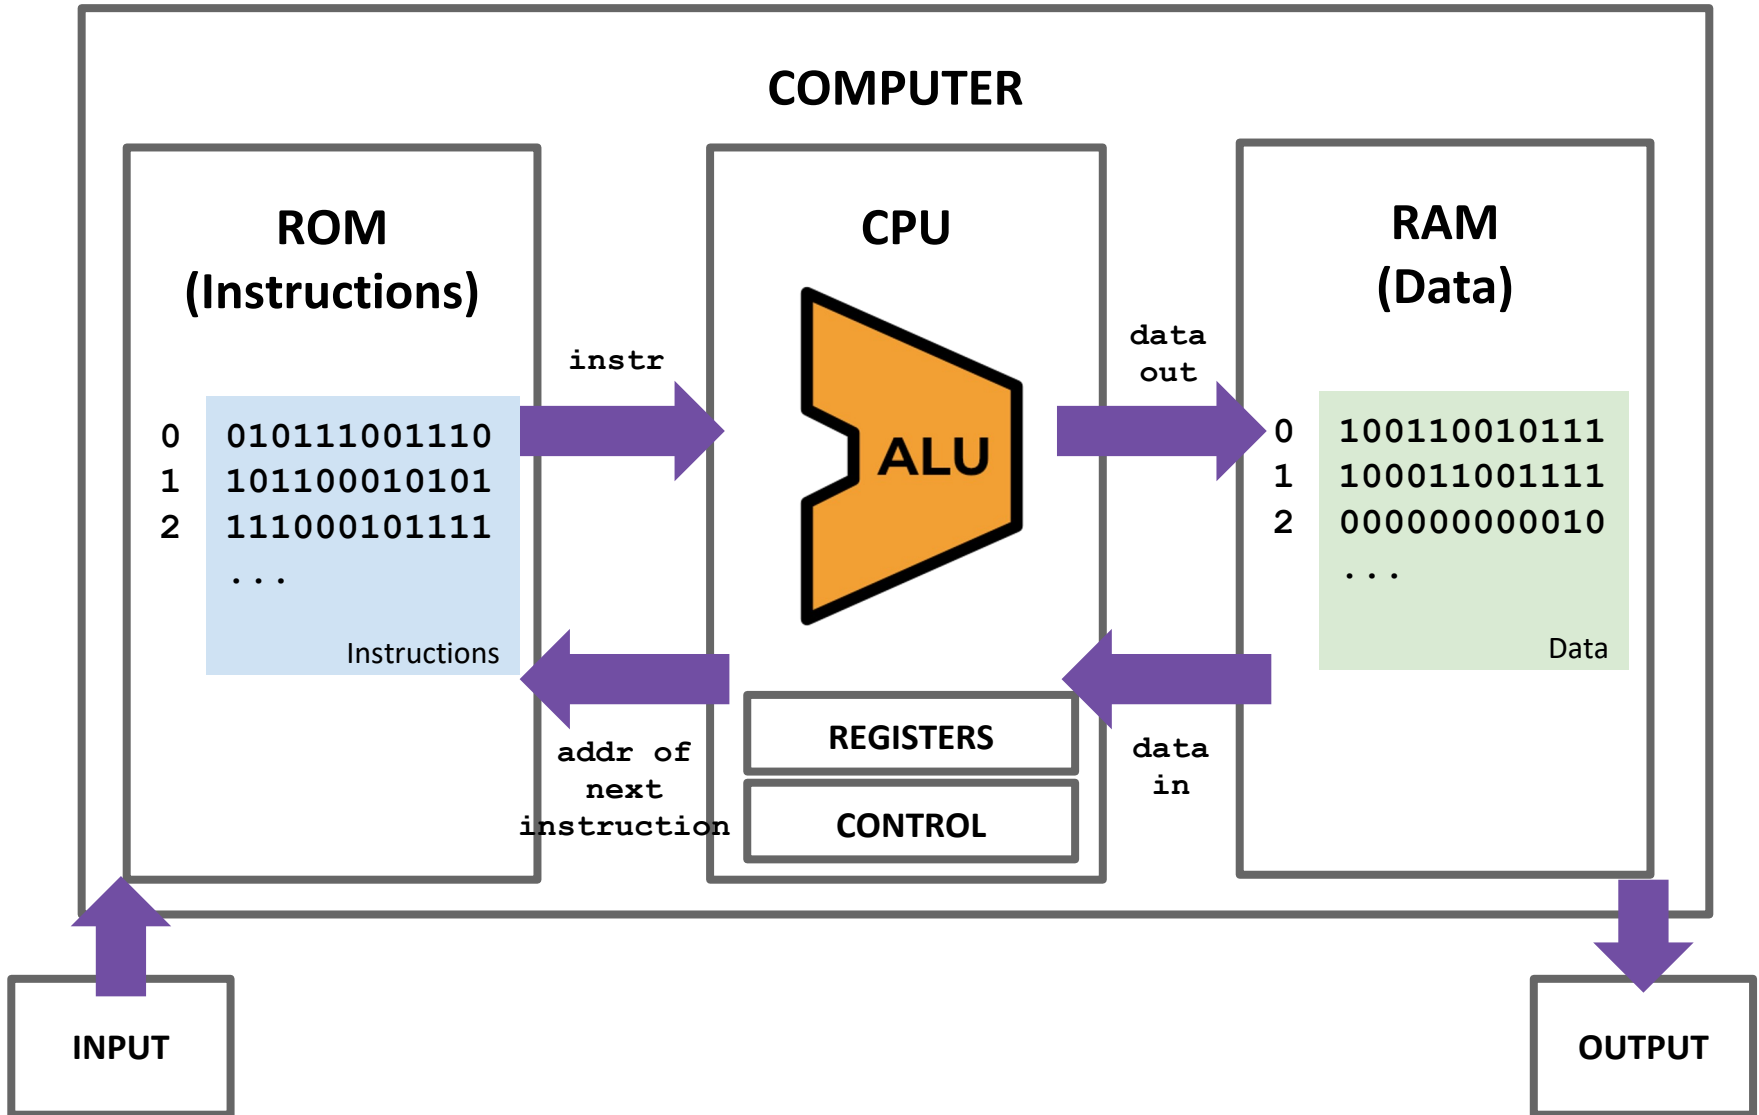 COMPUTER
ROM
(Instructions)
0 010111001110
1 101100010101
2 111000101111
...
Instructions
instr
addr of
next
instruction
CPU
ALU
REGISTERS
CONTROL
data
out
data
in
RAM
(Data)
0 100110010111
1 100011001111
2 000000000010
...
Data
INPUT
OUTPUT